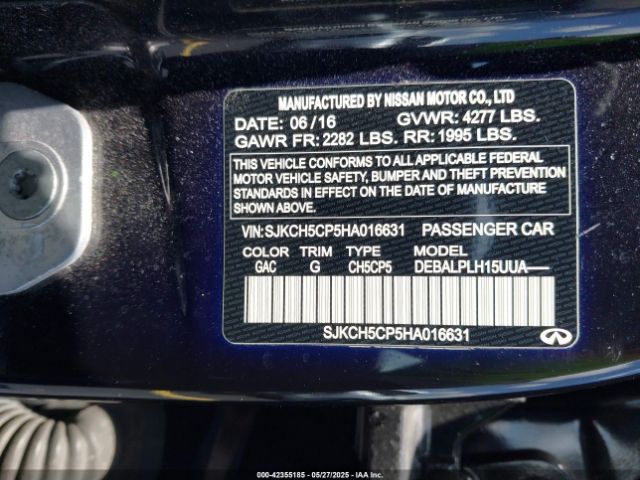 MANUFACTURED BY NISSAN MOTOR CO., LTD
DATE: 06/16 GVWR: 4277 LBS.
GAWR FR: 2282 LBS. RR: 1995 LBS.
THIS VEHICLE CONFORMS TO ALL APPLICABLE FEDERAL
MOTOR VEHICLE SAFETY, BUMPER AND THEFT PREVENTION
STANDARDS IN EFFECT ON THE DATE OF MANUFACTURE
SHOWN ABOVE.
VIN: SJKCH5CP5HA016631 PASSENGER CAR
COLOR TRIM TYPE MODEL
GAC G CH5CP5 DEBALPLH15UUA—
SJKCH5CP5HA016631
000-42355185 - 05/27/2025 - IAA, Inc.